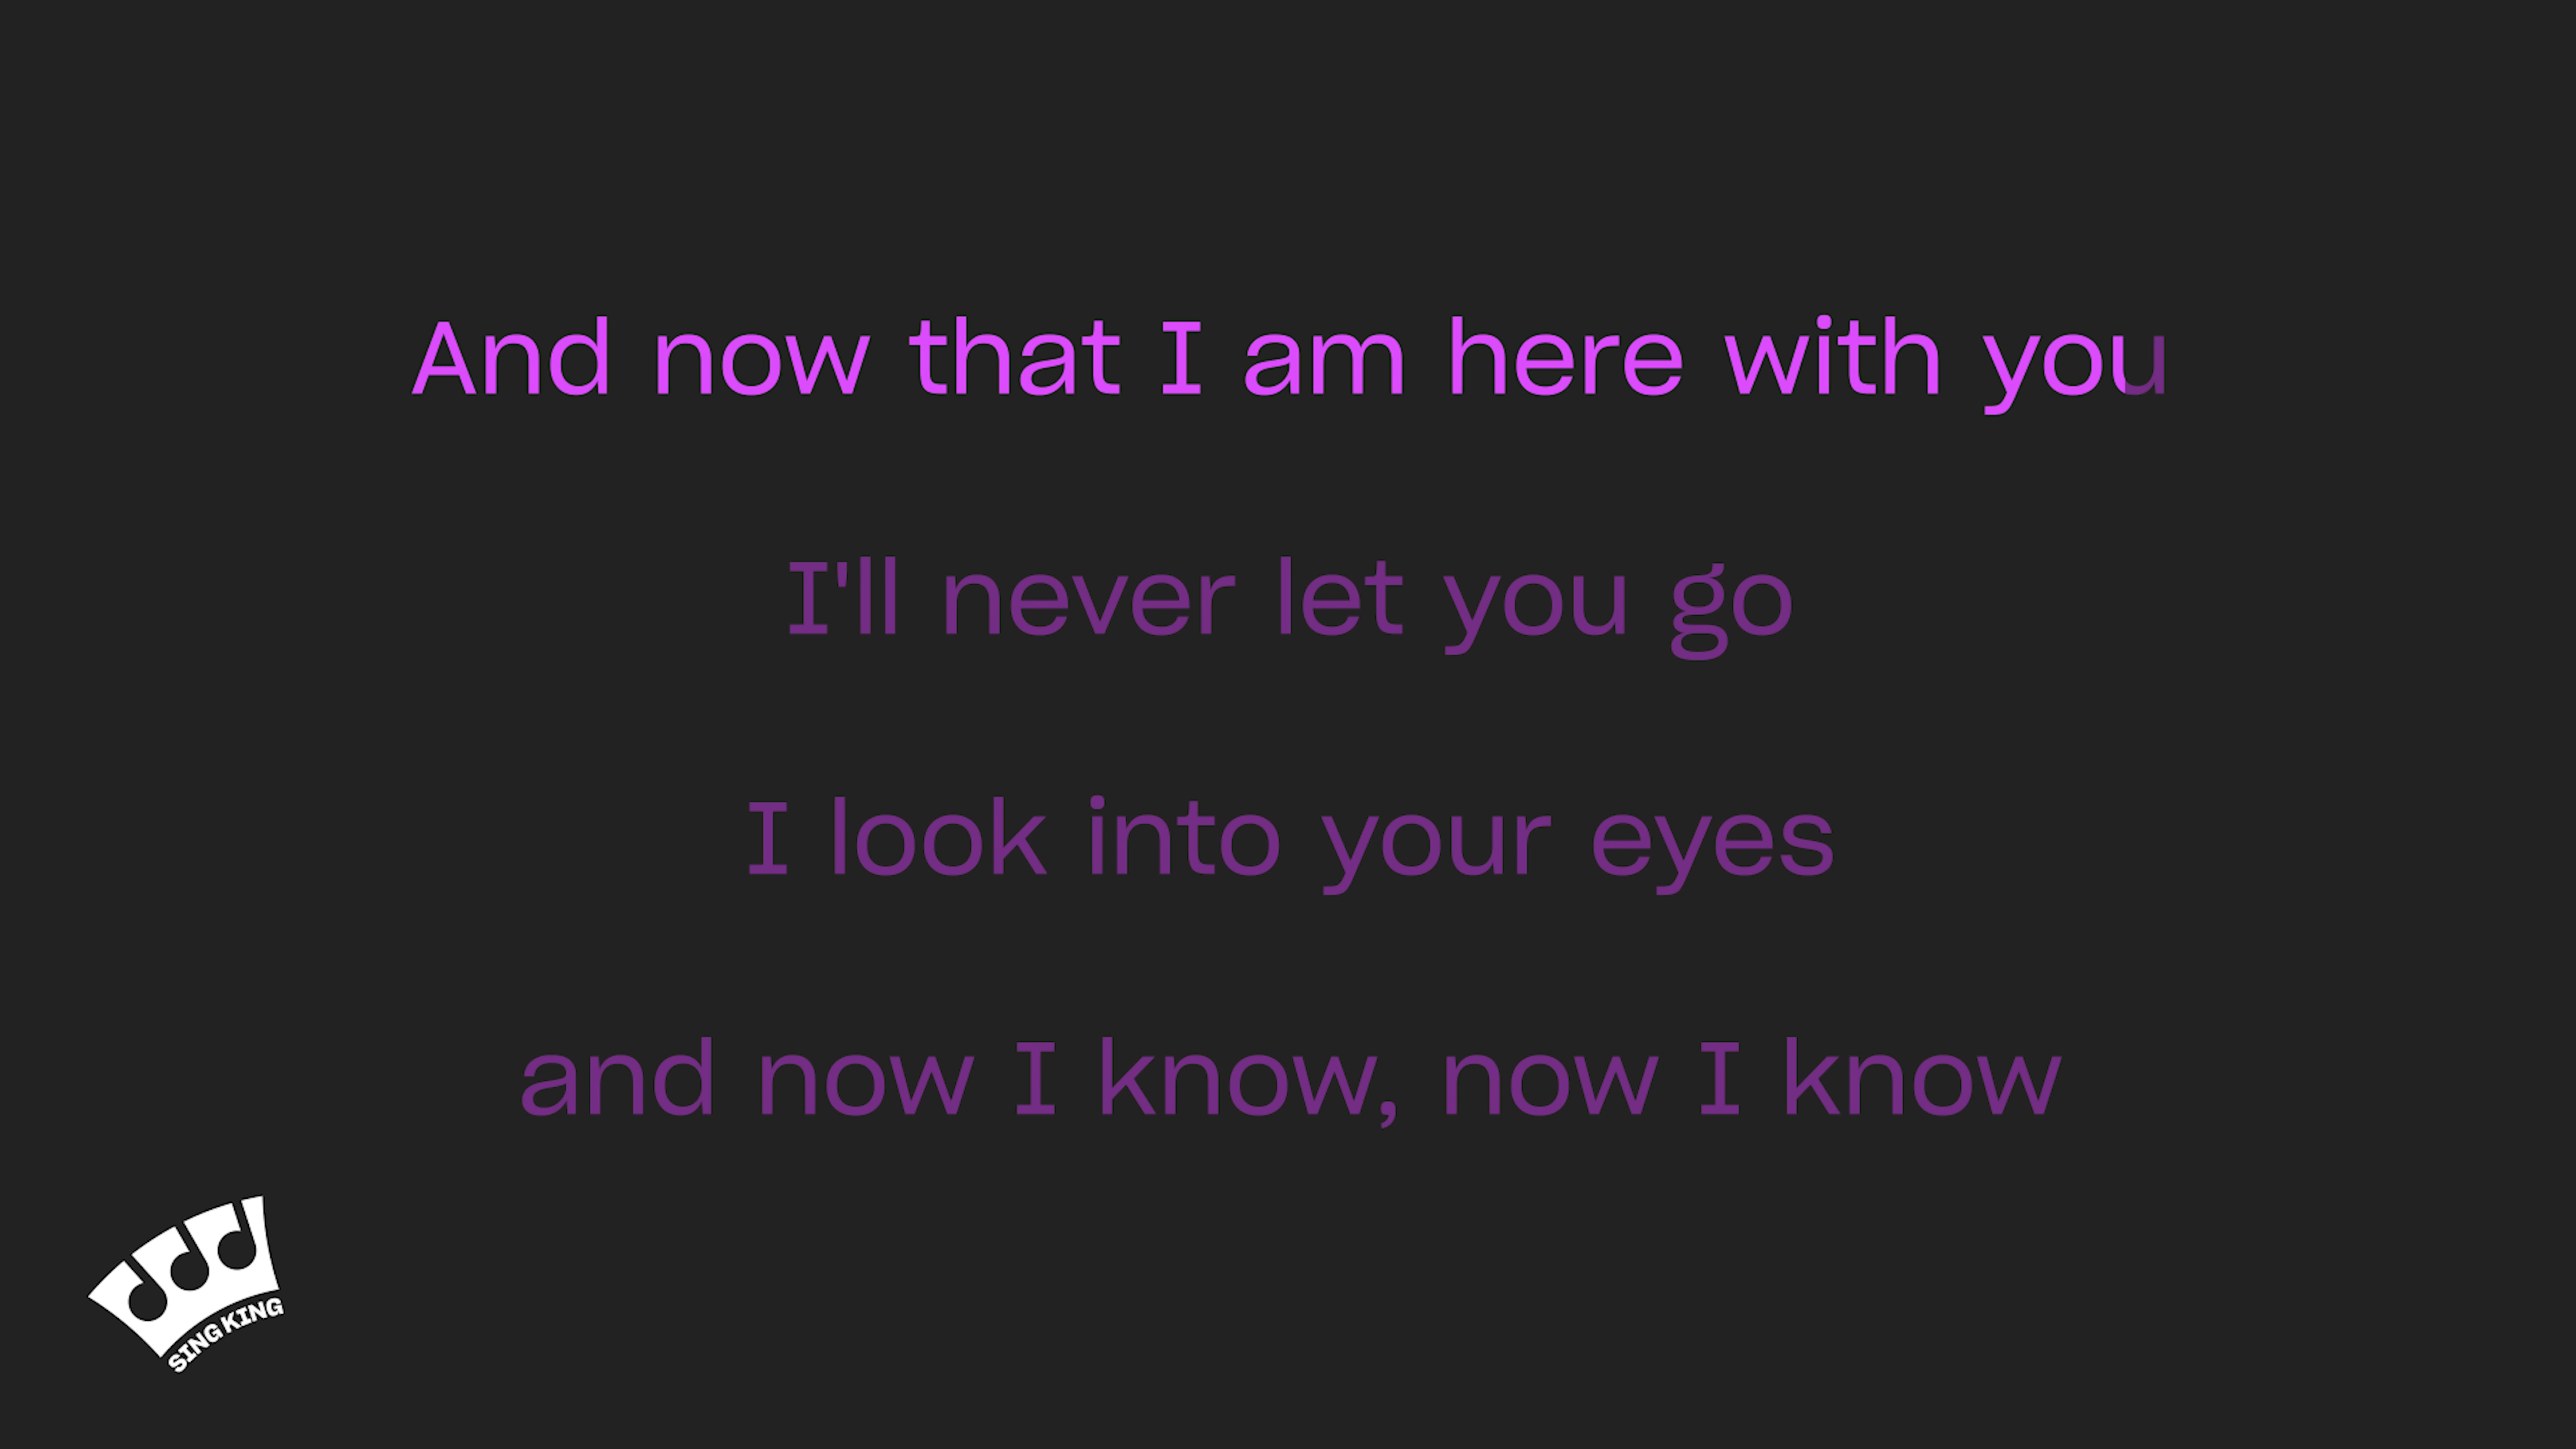 And now that I am here with you
I'll never let you go
I look into your eyes
and now I know, now I know
SING KING